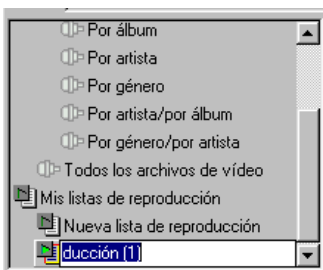 Por álbum
Por artista
Por género
Por artista/por álbum
Por género/por artista
Todos los archivos de vídeo
Mis listas de reproducción
Nueva lista de reproducción
ducción (1)